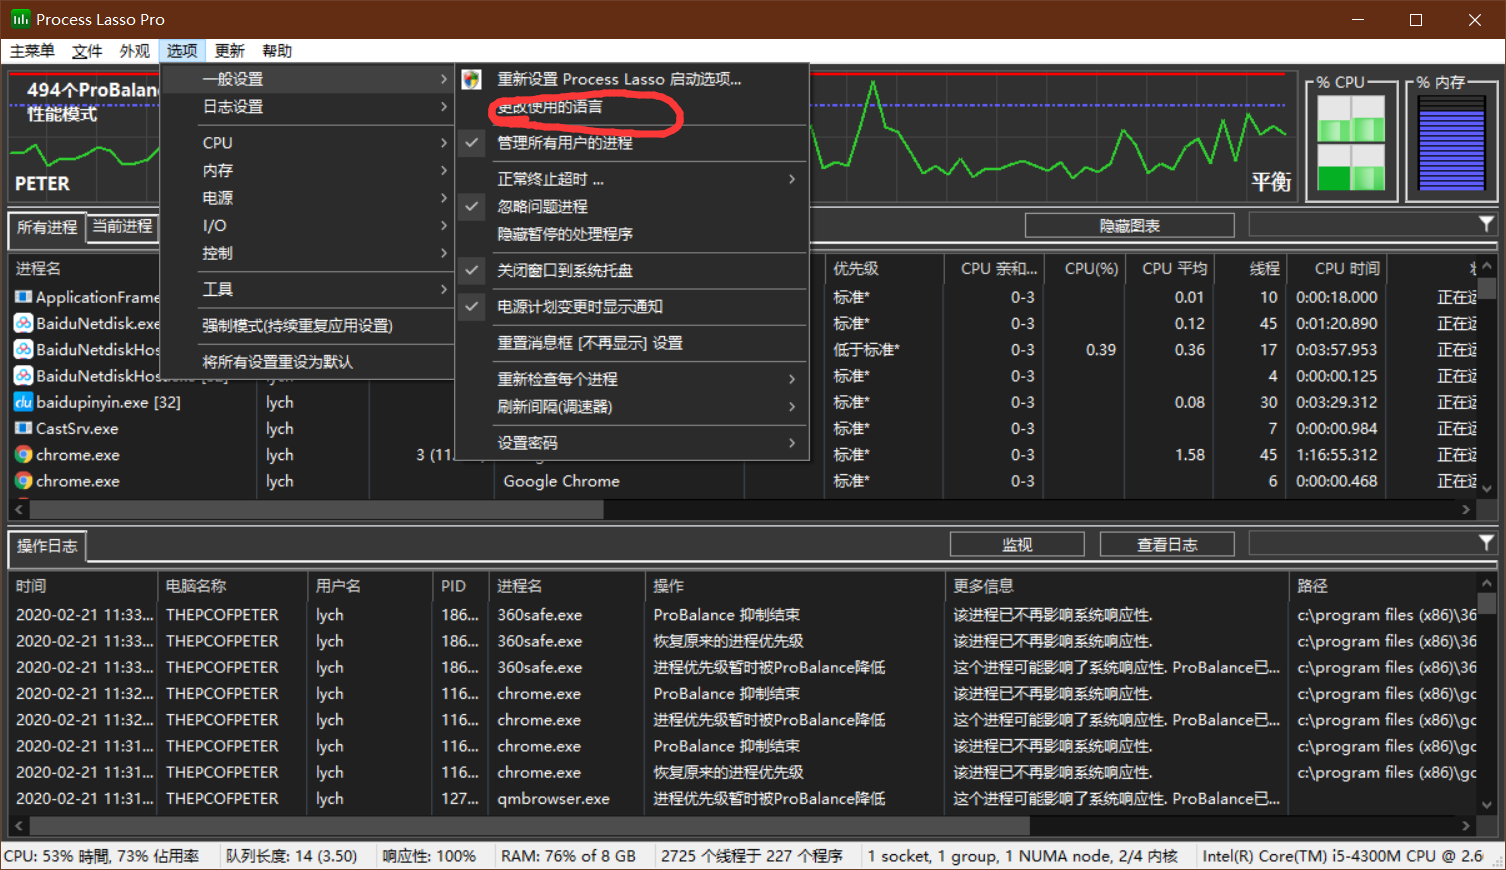 Process Lasso Pro
主菜单 文件 外观 选项 更新 帮助
494个ProBalan
性能模式
PETER
平衡
% CPU
% 内存
一般设置
日志设置
CPU
内存
电源
I/O
控制
工具
强制模式(持续重复应用设置)
将所有设置重设为默认
重新设置 Process Lasso 启动选项...
更改使用的语言
管理所有用户的进程
正常终止超时 ...
忽略问题进程
隐藏暂停的处理程序
关闭窗口到系统托盘
电源计划变更时显示通知
重置消息框 [不再显示] 设置
重新检查每个进程
刷新间隔(调速器)
设置密码
所有进程 当前进程 隐藏图表
进程名 优先级 CPU 亲和... CPU(%) CPU 平均 线程 CPU 时间
ApplicationFrame 标准* 0-3 0.01 10 0:00:18.000 正在运
BaiduNetdisk.exe 标准* 0-3 0.12 45 0:01:20.890 正在运
BaiduNetdiskHos 低于标准* 0-3 0.39 0.36 17 0:03:57.953 正在运
BaiduNetdiskHos lych 标准* 0-3 4 0:00:00.125 正在运
baidupinyin.exe [32] lych 标准* 0-3 0.08 30 0:03:29.312 正在运
CastSrv.exe lych 标准* 0-3 7 0:00:00.984 正在运
chrome.exe lych 3 (11 标准* 0-3 1.58 45 1:16:55.312 正在运
chrome.exe lych Google Chrome 标准* 0-3 6 0:00:00.468 正在运
操作日志 监视 查看日志
时间 电脑名称 用户名 PID 进程名 操作 更多信息 路径
2020-02-21 11:33... THEPCOFPETER lych 186... 360safe.exe ProBalance 抑制结束 该进程已不再影响系统响应性. c:\program files (x86)\36
2020-02-21 11:33... THEPCOFPETER lych 186... 360safe.exe 恢复原来的进程优先级 该进程已不再影响系统响应性. c:\program files (x86)\36
2020-02-21 11:33... THEPCOFPETER lych 186... 360safe.exe 进程优先级暂时被ProBalance降低 这个进程可能影响了系统响应性. ProBalance已... c:\program files (x86)\36
2020-02-21 11:32... THEPCOFPETER lych 116... chrome.exe ProBalance 抑制结束 该进程已不再影响系统响应性. c:\program files (x86)\gc
2020-02-21 11:32... THEPCOFPETER lych 116... chrome.exe 进程优先级暂时被ProBalance降低 这个进程可能影响了系统响应性. ProBalance已... c:\program files (x86)\gc
2020-02-21 11:31... THEPCOFPETER lych 116... chrome.exe ProBalance 抑制结束 该进程已不再影响系统响应性. c:\program files (x86)\gc
2020-02-21 11:31... THEPCOFPETER lych 116... chrome.exe 恢复原来的进程优先级 该进程已不再影响系统响应性. c:\program files (x86)\gc
2020-02-21 11:31... THEPCOFPETER lych 127... qmbrowser.exe 进程优先级暂时被ProBalance降低 这个进程可能影响了系统响应性. ProBalance已...
CPU: 53% 時間, 73% 佔用率 队列长度: 14 (3.50) 响应性: 100% RAM: 76% of 8 GB 2725 个线程于 227 个程序 1 socket, 1 group, 1 NUMA node, 2/4 内核 Intel(R) Core(TM) i5-4300M CPU @ 2.6